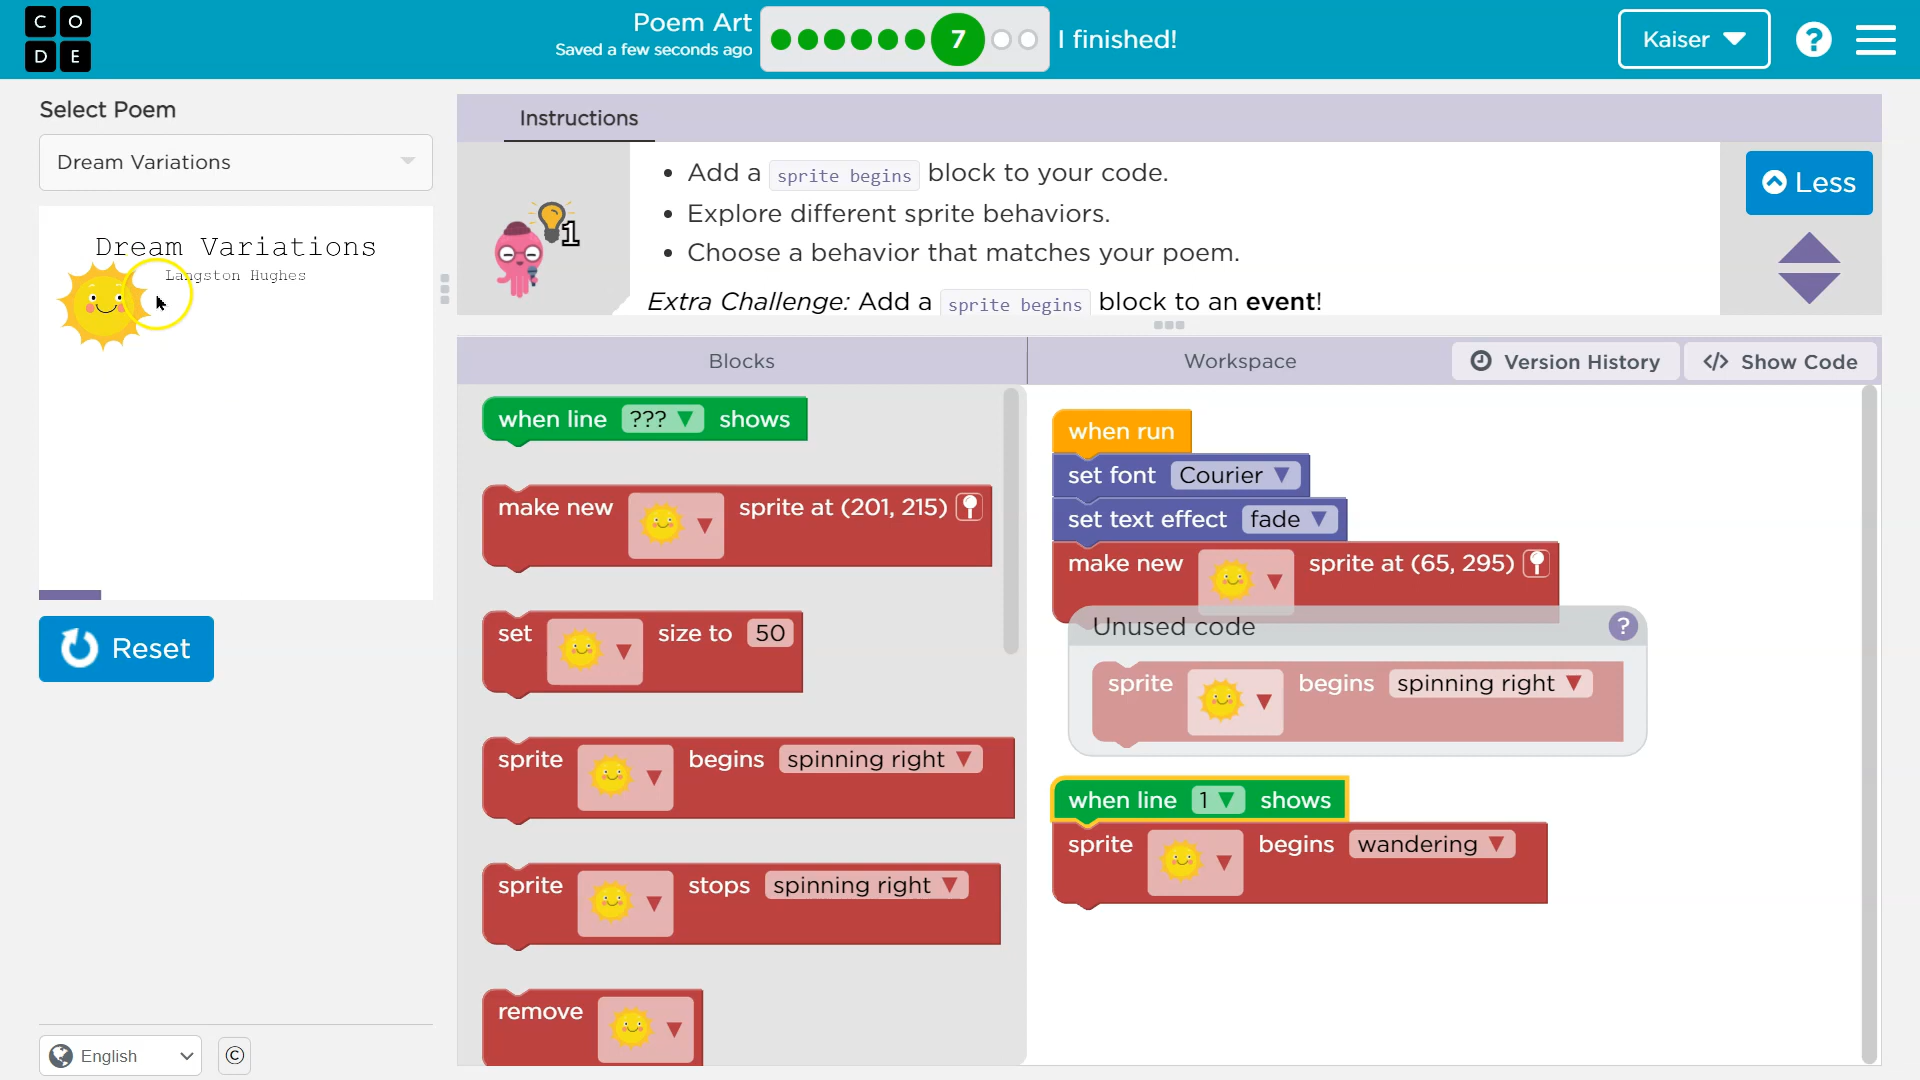 C O
D E
Poem Art
Saved a few seconds ago
7
I finished!
Kaiser
?
Select Poem
Dream Variations
Dream Variations
Langston Hughes
Reset
English
©
Instructions
1
Add a sprite begins block to your code.
Explore different sprite behaviors.
Choose a behavior that matches your poem.
Extra Challenge: Add a sprite begins block to an event!
Less
Blocks
Workspace
Version History
</> Show Code
when line ??? shows
make new sprite at (201, 215)
set size to 50
sprite begins spinning right
sprite stops spinning right
remove
when run
set font Courier
set text effect fade
make new sprite at (65, 295)
Unused code
?
sprite begins spinning right
when line 1 shows
sprite begins wandering